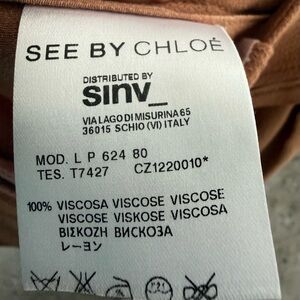 SEE BY CHLOÉ
DISTRIBUTED BY
sinv_
VIA LAGO DI MISURINA 65
36015 SCHIO (VI) ITALY
MOD. L P 624 80
TES. T7427 CZ1220010*
100% VISCOSA VISCOSE VISCOSE
VISCOSE VISKOSE VISCOSA
ΒΙΣΚΟΖΗ ВИСКОЗА
レーヨン